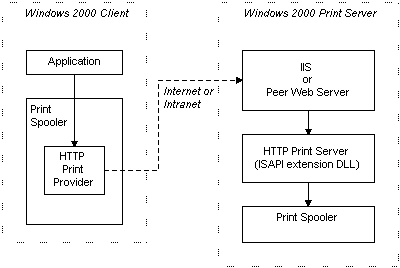 Windows 2000 Client
Application
Print
Spooler
HTTP
Print
Provider
Internet or
Intranet
Windows 2000 Print Server
IIS
or
Peer Web Server
HTTP Print Server
(ISAPI extension DLL)
Print Spooler